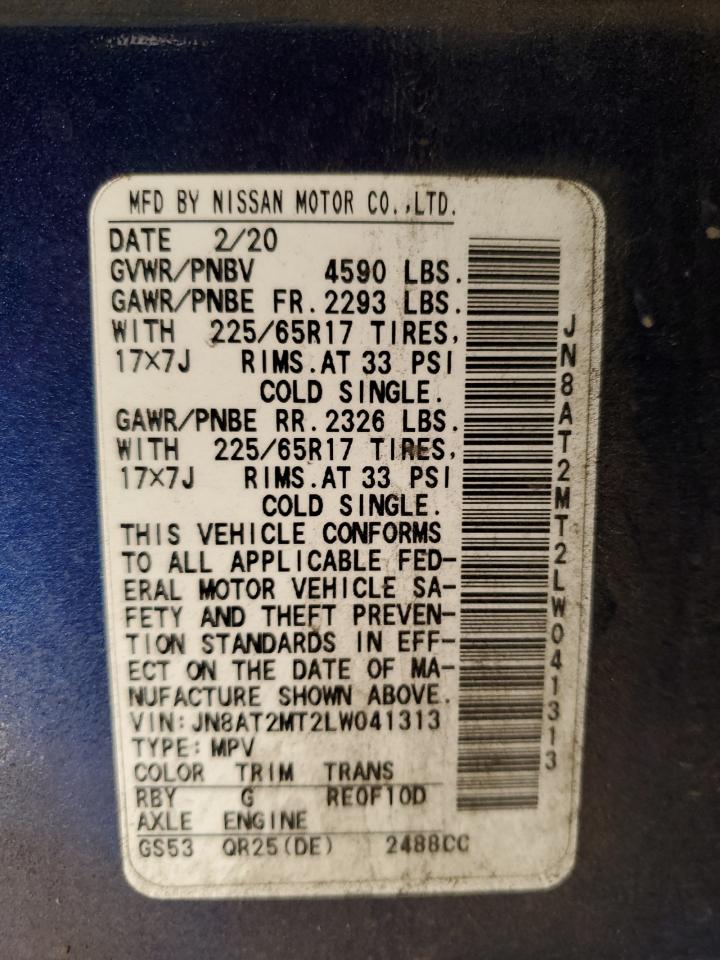 MFD BY NISSAN MOTOR CO.,LTD.
DATE 2/20
GVWR/PNBV 4590 LBS.
GAWR/PNBE FR.2293 LBS.
WITH 225/65R17 TIRES,
17×7J RIMS.AT 33 PSI
COLD SINGLE.
GAWR/PNBE RR.2326 LBS.
WITH 225/65R17 TIRES,
17×7J RIMS.AT 33 PSI
COLD SINGLE.
THIS VEHICLE CONFORMS
TO ALL APPLICABLE FED-
ERAL MOTOR VEHICLE SA-
FETY AND THEFT PREVEN-
TION STANDARDS IN EFF-
ECT ON THE DATE OF MA-
NUFACTURE SHOWN ABOVE.
VIN:JN8AT2MT2LW041313
TYPE:MPV
COLOR TRIM TRANS
RBY G RE0F10D
AXLE ENGINE
GS53 QR25(DE) 2488CC
JN8AT2MT2LW041313